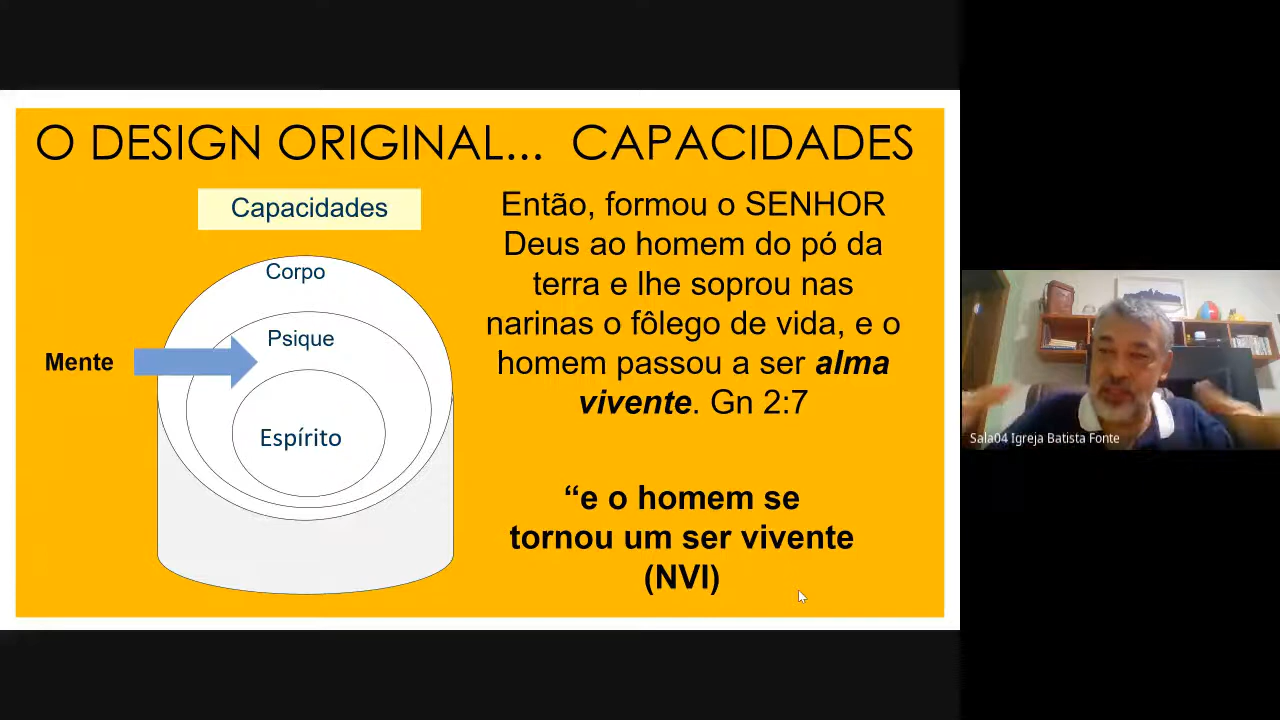 O DESIGN ORIGINAL... CAPACIDADES
Capacidades
Corpo
Psique
Mente
Espírito
Então, formou o SENHOR
Deus ao homem do pó da
terra e lhe soprou nas
narinas o fôlego de vida, e o
homem passou a ser alma
vivente. Gn 2:7
“e o homem se
tornou um ser vivente
(NVI)
Sala04 Igreja Batista Fonte